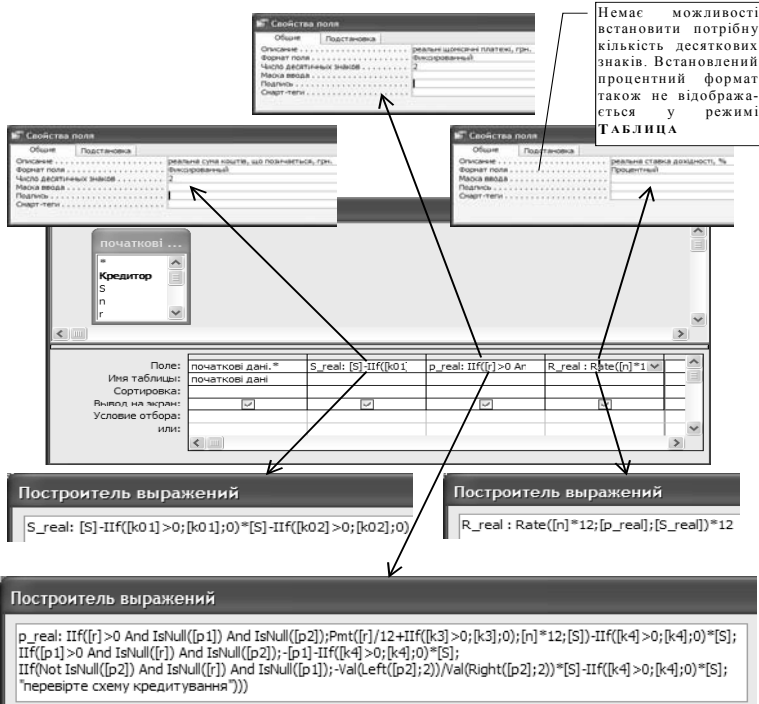 Свойства поля
Общие Подстановка
Описание реальні щомісячні платежі, грн.
Формат поля Фиксированный
Число десятичных знаков 2
Маска ввода
Подпись
Смарт-теги
Немає можливості
встановити потрібну
кількість десяткових
знаків. Встановлений
процентний формат
також не відобража-
ється у режимі
ТАБЛИЦА
Свойства поля
Общие Подстановка
Описание реальна сума коштів, що позичається, грн.
Формат поля Фиксированный
Число десятичных знаков 2
Маска ввода
Подпись
Смарт-теги
Свойства поля
Общие Подстановка
Описание реальна ставка доходності, %
Формат поля Процентный
Маска ввода
Подпись
Смарт-теги
початкові ...
*
Кредитор
S
n
r
Поле: початкові дані.* S_real: [S]-IIf([k01] p_real: IIf([r]>0 Ar R_real : Rate([n]*1
Имя таблицы: початкові дані
Сортировка:
Вывод на экран:
Условие отбора:
или:
Построитель выражений
S_real: [S]-IIf([k01]>0;[k01];0)*[S]-IIf([k02]>0;[k02];0)
Построитель выражений
R_real : Rate([n]*12;[p_real];[S_real])*12
Построитель выражений
p_real: IIf([r]>0 And IsNull([p1]) And IsNull([p2]);Pmt([r]/12+IIf([k3]>0;[k3];0);[n]*12;[S])-IIf([k4]>0;[k4];0)*[S];
IIf([p1]>0 And IsNull([r]) And IsNull([p2]);-[p1]-IIf([k4]>0;[k4];0)*[S];
IIf(Not IsNull([p2]) And IsNull([r]) And IsNull([p1]);-Val(Left([p2];2))/Val(Right([p2];2))*[S]-IIf([k4]>0;[k4];0)*[S];
"перевірте схему кредитування")))